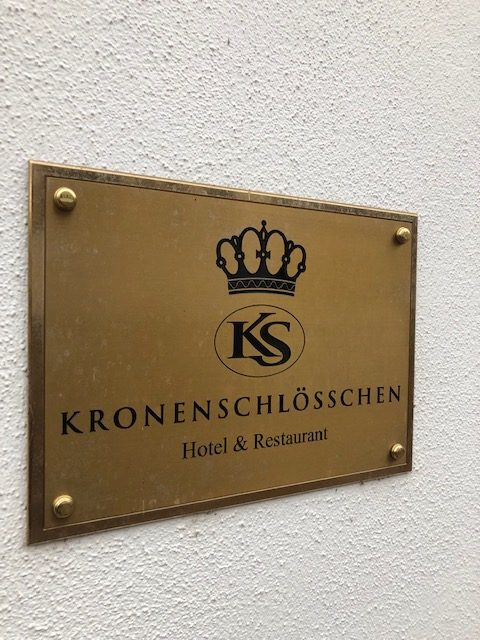 KS
KRONENSCHLÖSSCHEN
Hotel & Restaurant